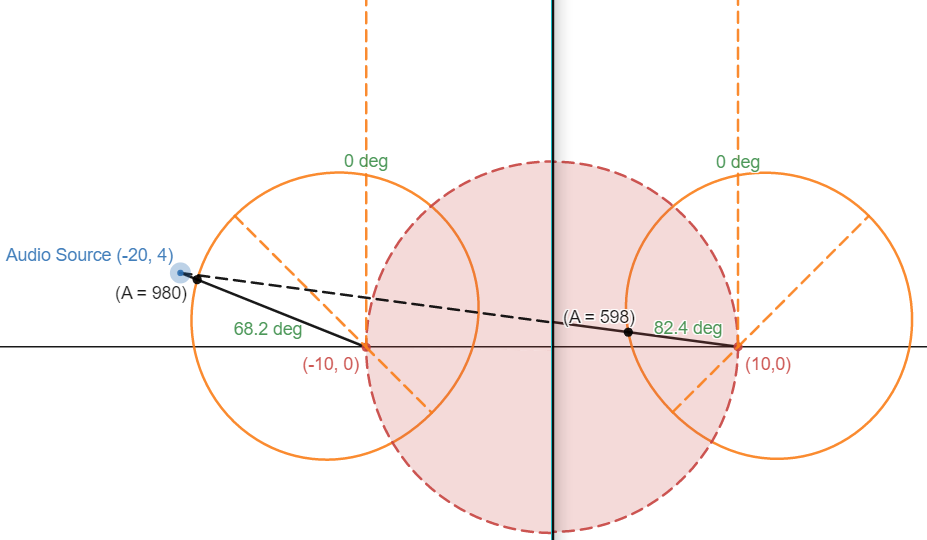 0 deg
0 deg
Audio Source (-20, 4)
(A = 980)
(A = 598)
68.2 deg
82.4 deg
(-10, 0)
(10,0)